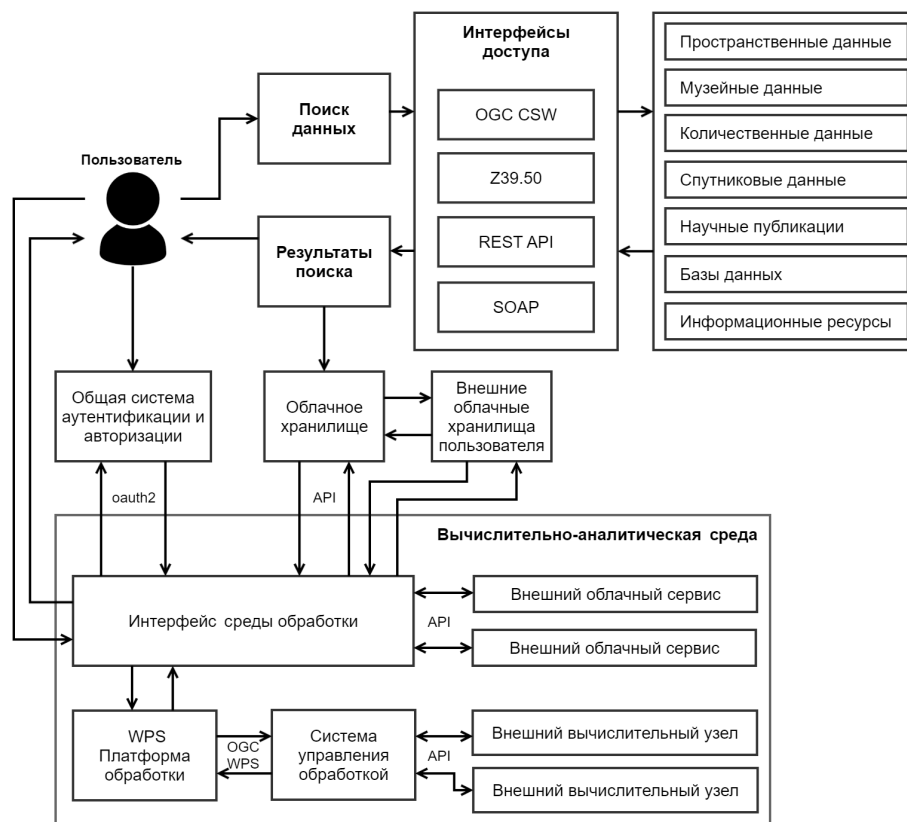 Интерфейсы
доступа
Пространственные данные
Музейные данные
Поиск
данных
OGC CSW
Количественные данные
Пользователь
Z39.50
Спутниковые данные
Результаты
поиска
REST API
Научные публикации
Базы данных
SOAP
Информационные ресурсы
Общая система
аутентификации и
авторизации
Облачное
хранилище
Внешние
облачные
хранилища
пользователя
oauth2
API
Вычислительно-аналитическая среда
Интерфейс среды обработки
API
Внешний облачный сервис
Внешний облачный сервис
WPS
Платформа
обработки
OGC
WPS
Система
управления
обработкой
API
Внешний вычислительный узел
Внешний вычислительный узел